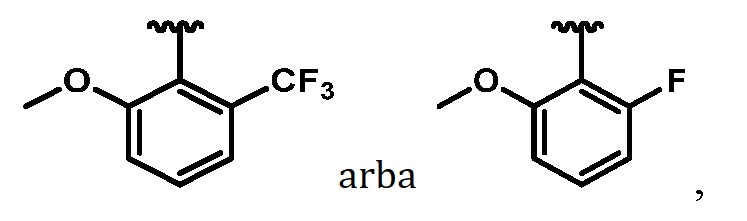 O CF3 O F
arba ,